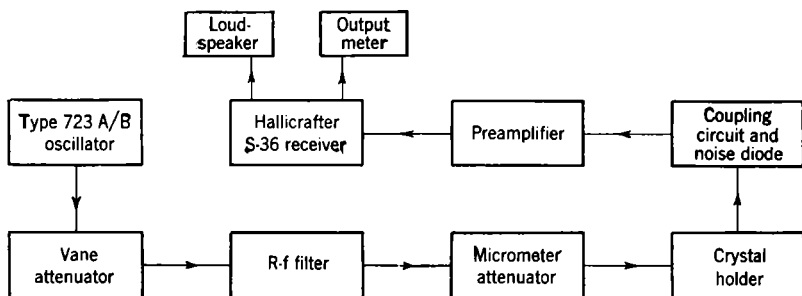 Loud-
speaker
Output
meter
Type 723 A/B
oscillator
Hallicrafter
S-36 receiver
Preamplifier
Coupling
circuit and
noise diode
Vane
attenuator
R-f filter
Micrometer
attenuator
Crystal
holder